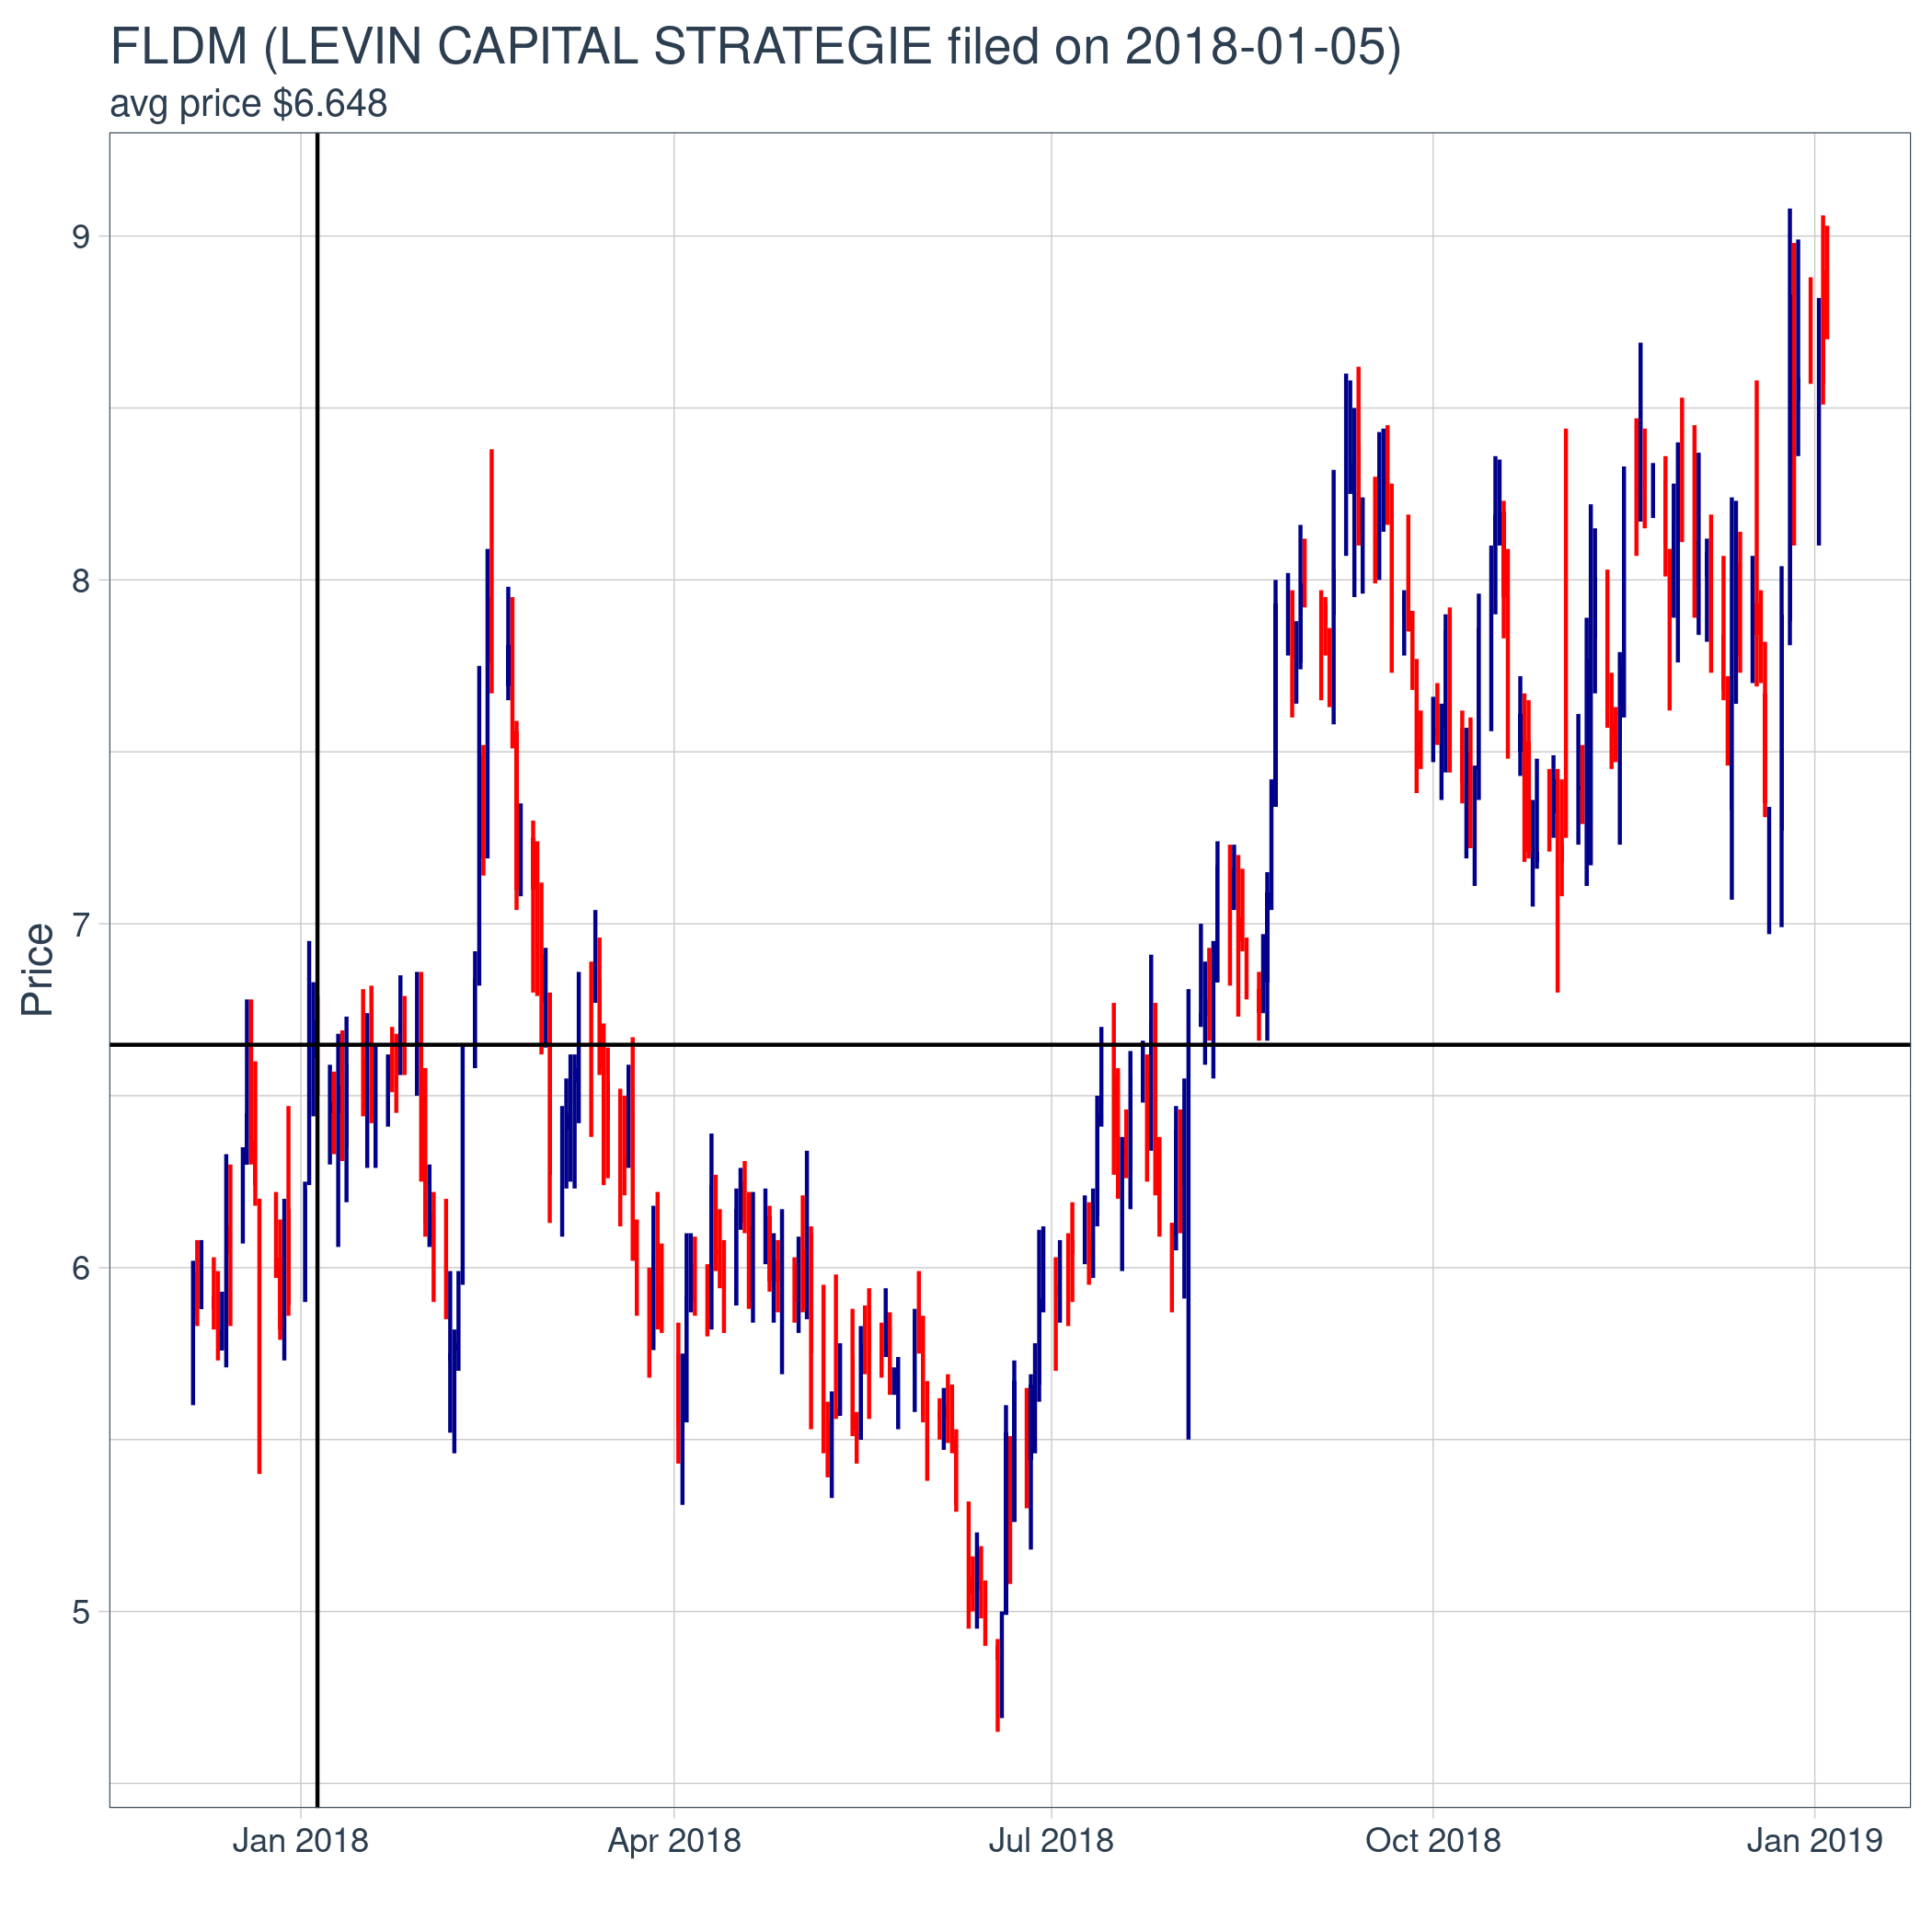 FLDM (LEVIN CAPITAL STRATEGIE filed on 2018-01-05)
avg price $6.648
9
8
7
6
5
Price
Jan 2018
Apr 2018
Jul 2018
Oct 2018
Jan 2019